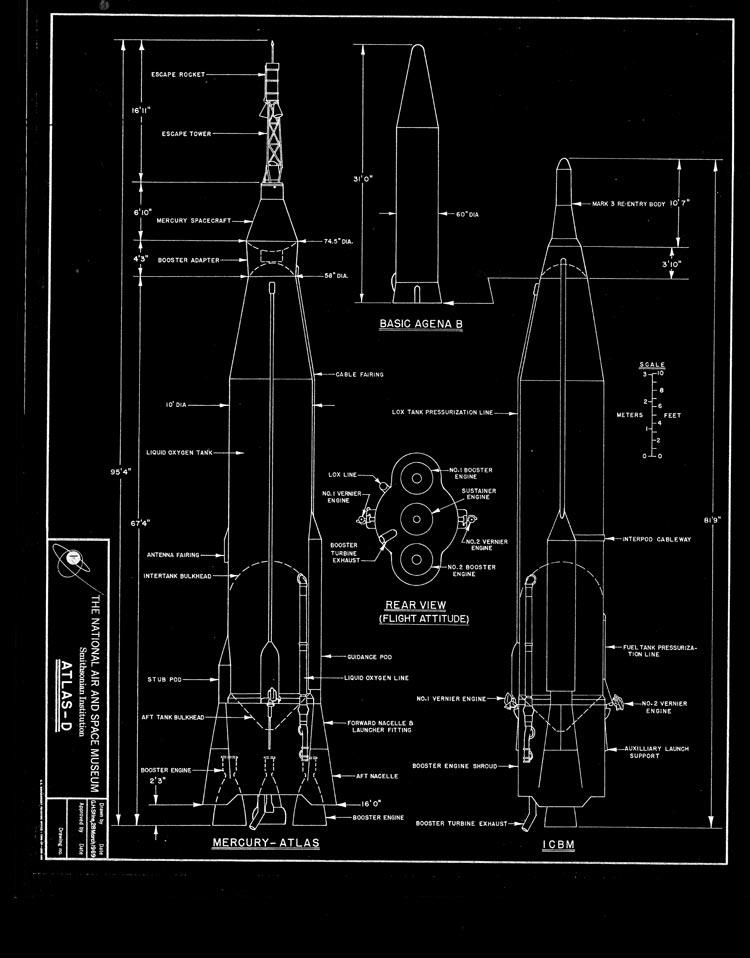 ESCAPE ROCKET
16'11"
ESCAPE TOWER
6'10"
MERCURY SPACECRAFT
74.5" DIA.
4'3"
BOOSTER ADAPTER
58" DIA.
CABLE FAIRING
10' DIA
LIQUID OXYGEN TANK
95'4"
67'4"
ANTENNA FAIRING
INTERTANK BULKHEAD
GUIDANCE POD
STUB POD
LIQUID OXYGEN LINE
AFT TANK BULKHEAD
FORWARD NACELLE &
LAUNCHER FITTING
BOOSTER ENGINE
2'3"
AFT NACELLE
16'0"
BOOSTER ENGINE
MERCURY-ATLAS
31'0"
60" DIA
BASIC AGENA B
LOX LINE
NO.1 VERNIER
ENGINE
BOOSTER
TURBINE
EXHAUST
NO.1 BOOSTER
ENGINE
SUSTAINER
ENGINE
NO.2 VERNIER
ENGINE
NO.2 BOOSTER
ENGINE
REAR VIEW
(FLIGHT ATTITUDE)
MARK 3 RE-ENTRY BODY
10'7"
3'10"
LOX TANK PRESSURIZATION LINE
SCALE
3 10
8
2 6
METERS FEET
4
1
2
0 0
81'9"
INTERPOD CABLEWAY
FUEL TANK PRESSURIZA-
TION LINE
NO.1 VERNIER ENGINE
NO.2 VERNIER
ENGINE
AUXILLIARY LAUNCH
SUPPORT
BOOSTER ENGINE SHROUD
BOOSTER TURBINE EXHAUST
ICBM
THE NATIONAL AIR AND SPACE MUSEUM
Smithsonian Institution
ATLAS-D
Drawn by Date
G.H.Stine, 28 March 1969
Approved by Date
Drawing no.